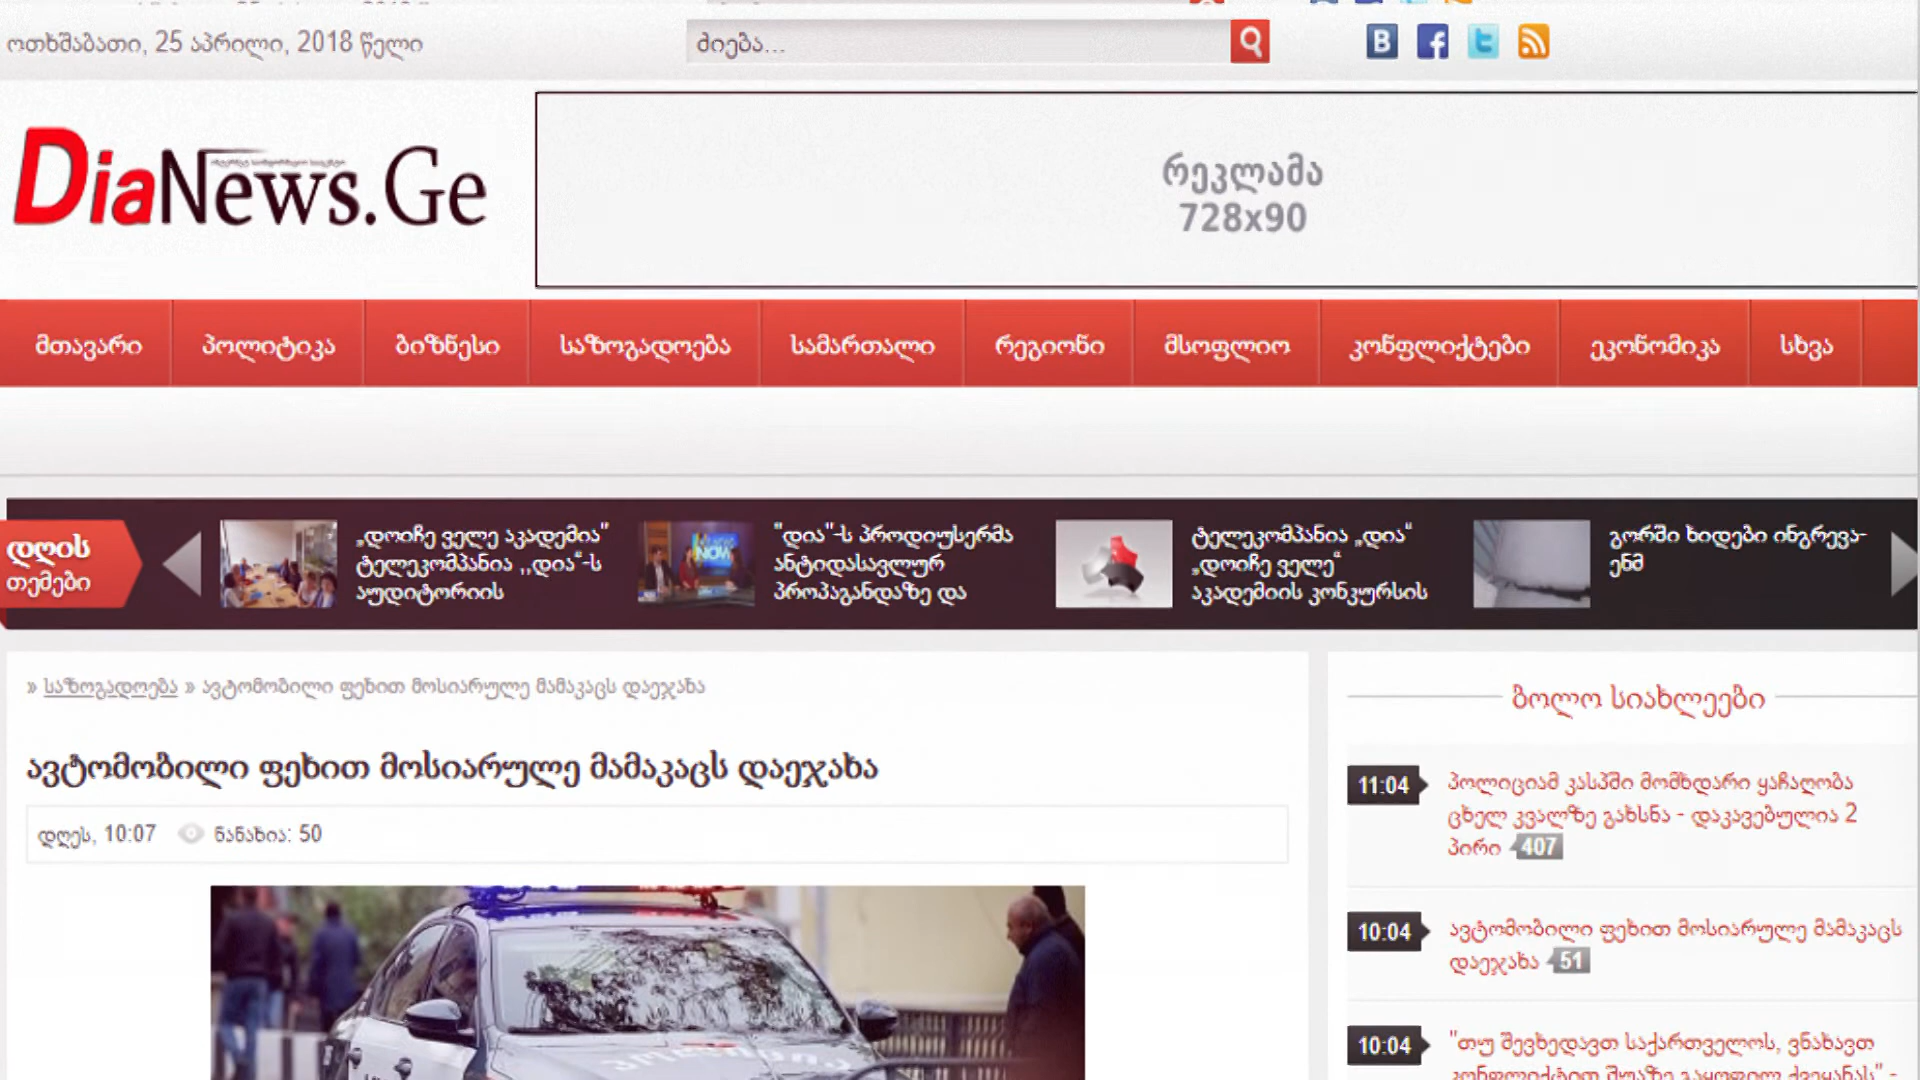 ოთხშაბათი, 25 აპრილი, 2018 წელი
ძიება...
DiaNews.Ge
რეკლამა
728x90
მთავარი
პოლიტიკა
ბიზნესი
საზოგადოება
სამართალი
რეგიონი
მსოფლიო
კონფლიქტები
ეკონომიკა
სხვა
დღის
თემები
„დოიჩე ველე აკადემია"
ტელეკომპანია ,,დია“-ს
აუდიტორიის
"დია"-ს პროდიუსერმა
ანტიდასავლურ
პროპაგანდაზე და
ტელეკომპანია „დია“
„დოიჩე ველე“
აკადემიის კონკურსის
გორში ხიდები ინგრევა-
ენმ
» საზოგადოება » ავტომობილი ფეხით მოსიარულე მამაკაცს დაეჯახა
ავტომობილი ფეხით მოსიარულე მამაკაცს დაეჯახა
დღეს, 10:07 ნანახია: 50
ბოლო სიახლეები
11:04 პოლიციამ კასპში მომხდარი ყაჩაღობა
ცხელ კვალზე გახსნა - დაკავებულია 2
პირი 407
10:04 ავტომობილი ფეხით მოსიარულე მამაკაცს
დაეჯახა 51
10:04 "თუ შევხედავთ საქართველოს, ვნახავთ
კონფლიქტით შუაზე გაყოფილ ქვეყანას" -